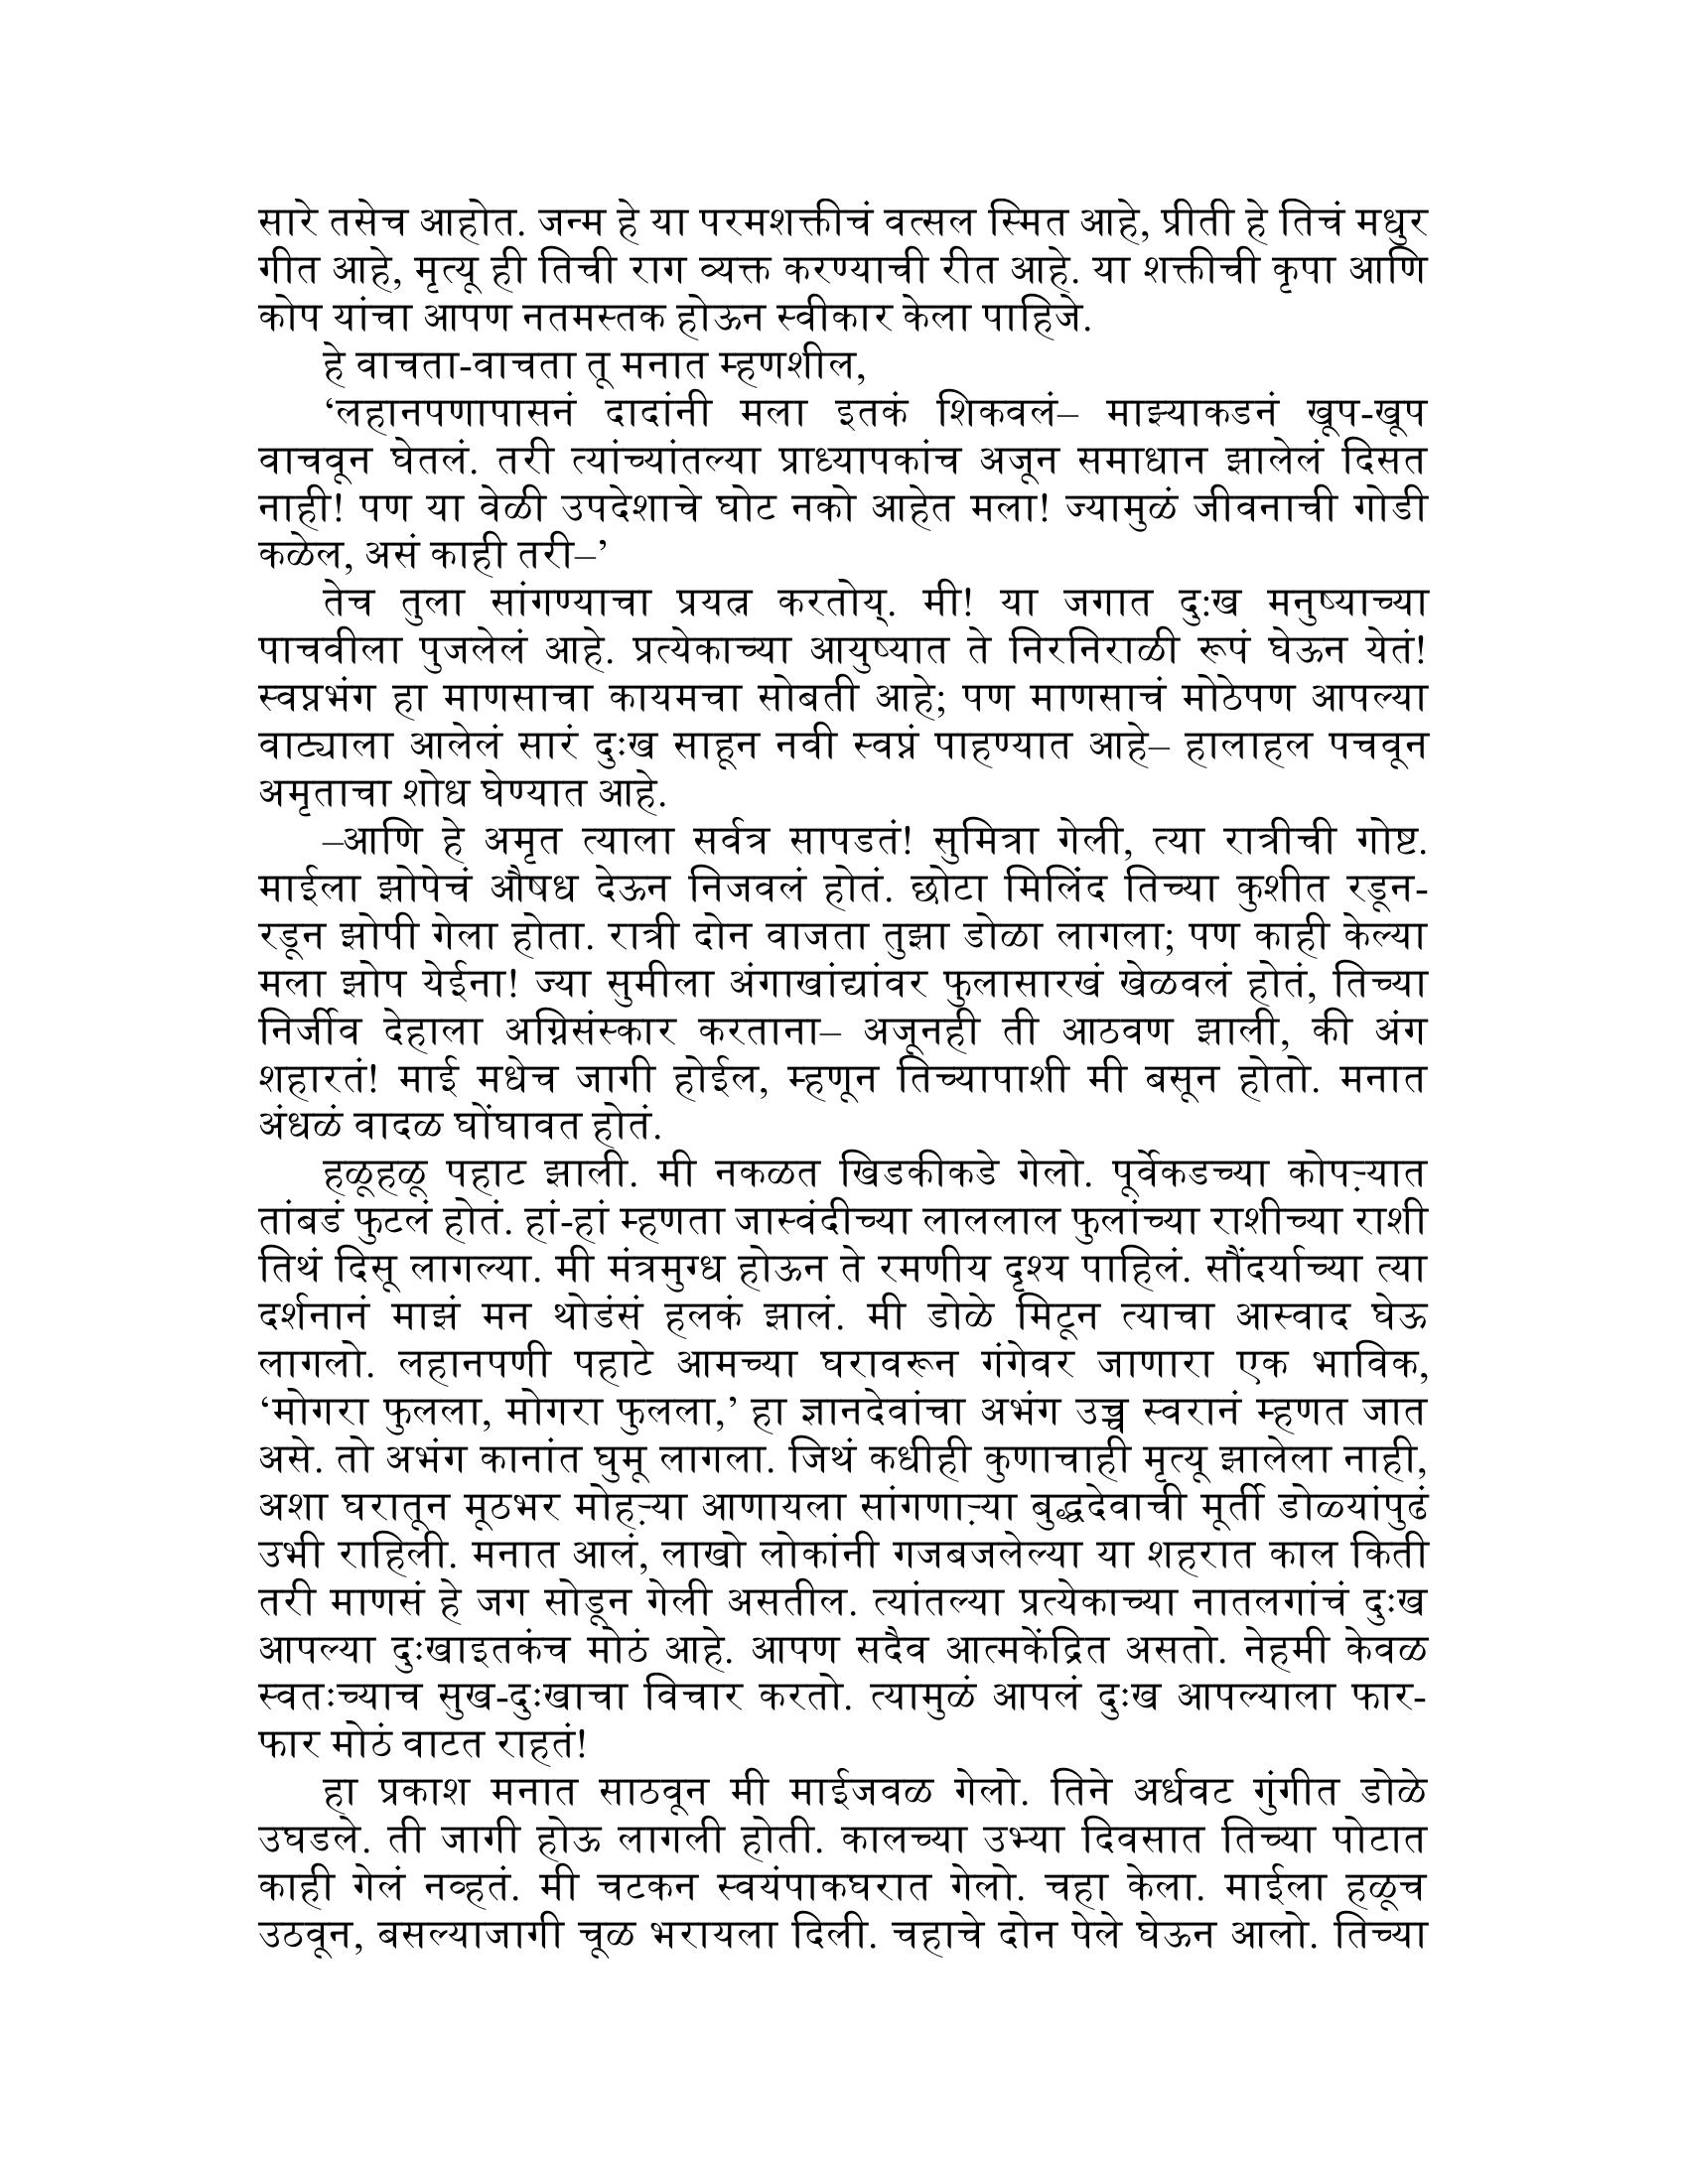 सारे तसेच आहोत. जन्म हे या परमशक्तीचं वत्सल स्मित आहे, प्रीती हे तिचं मधुर
गीत आहे, मृत्यू ही तिची राग व्यक्त करण्याची रीत आहे. या शक्तीची कृपा आणि
कोप यांचा आपण नतमस्तक होऊन स्वीकार केला पाहिजे.
हे वाचता-वाचता तू मनात म्हणशील,
‘लहानपणापासनं दादांनी मला इतकं शिकवलं– माझ्याकडनं खूप-खूप
वाचवून घेतलं. तरी त्यांच्यांतल्या प्राध्यापकांच अजून समाधान झालेलं दिसत
नाही! पण या वेळी उपदेशाचे घोट नको आहेत मला! ज्यामुळं जीवनाची गोडी
कळेल, असं काही तरी–’
तेच तुला सांगण्याचा प्रयत्न करतोय्. मी! या जगात दु:ख मनुष्याच्या
पाचवीला पुजलेलं आहे. प्रत्येकाच्या आयुष्यात ते निरनिराळी रूपं घेऊन येतं!
स्वप्नभंग हा माणसाचा कायमचा सोबती आहे; पण माणसाचं मोठेपण आपल्या
वाट्याला आलेलं सारं दुःख साहून नवी स्वप्नं पाहण्यात आहे– हालाहल पचवून
अमृताचा शोध घेण्यात आहे.
–आणि हे अमृत त्याला सर्वत्र सापडतं! सुमित्रा गेली, त्या रात्रीची गोष्ट.
माईला झोपेचं औषध देऊन निजवलं होतं. छोटा मिलिंद तिच्या कुशीत रडून-
रडून झोपी गेला होता. रात्री दोन वाजता तुझा डोळा लागला; पण काही केल्या
मला झोप येईना! ज्या सुमीला अंगाखांद्यांवर फुलासारखं खेळवलं होतं, तिच्या
निर्जीव देहाला अग्निसंस्कार करताना– अजूनही ती आठवण झाली, की अंग
शहारतं! माई मधेच जागी होईल, म्हणून तिच्यापाशी मी बसून होतो. मनात
अंधळं वादळ घोंघावत होतं.
हळूहळू पहाट झाली. मी नकळत खिडकीकडे गेलो. पूर्वेकडच्या कोपऱ्यात
तांबडं फुटलं होतं. हां-हां म्हणता जास्वंदीच्या लाललाल फुलांच्या राशीच्या राशी
तिथं दिसू लागल्या. मी मंत्रमुग्ध होऊन ते रमणीय दृश्य पाहिलं. सौंदर्याच्या त्या
दर्शनानं माझं मन थोडंसं हलकं झालं. मी डोळे मिटून त्याचा आस्वाद घेऊ
लागलो. लहानपणी पहाटे आमच्या घरावरून गंगेवर जाणारा एक भाविक,
‘मोगरा फुलला, मोगरा फुलला,’ हा ज्ञानदेवांचा अभंग उच्च स्वरानं म्हणत जात
असे. तो अभंग कानांत घुमू लागला. जिथं कधीही कुणाचाही मृत्यू झालेला नाही,
अशा घरातून मूठभर मोहऱ्या आणायला सांगणाऱ्या बुद्धदेवाची मूर्ती डोळ्यांपुढं
उभी राहिली. मनात आलं, लाखो लोकांनी गजबजलेल्या या शहरात काल किती
तरी माणसं हे जग सोडून गेली असतील. त्यांतल्या प्रत्येकाच्या नातलगांचं दुःख
आपल्या दुःखाइतकंच मोठं आहे. आपण सदैव आत्मकेंद्रित असतो. नेहमी केवळ
स्वतःच्याच सुख-दुःखाचा विचार करतो. त्यामुळं आपलं दुःख आपल्याला फार-
फार मोठं वाटत राहतं!
हा प्रकाश मनात साठवून मी माईजवळ गेलो. तिने अर्धवट गुंगीत डोळे
उघडले. ती जागी होऊ लागली होती. कालच्या उभ्या दिवसात तिच्या पोटात
काही गेलं नव्हतं. मी चटकन स्वयंपाकघरात गेलो. चहा केला. माईला हळूच
उठवून, बसल्याजागी चूळ भरायला दिली. चहाचे दोन पेले घेऊन आलो. तिच्या